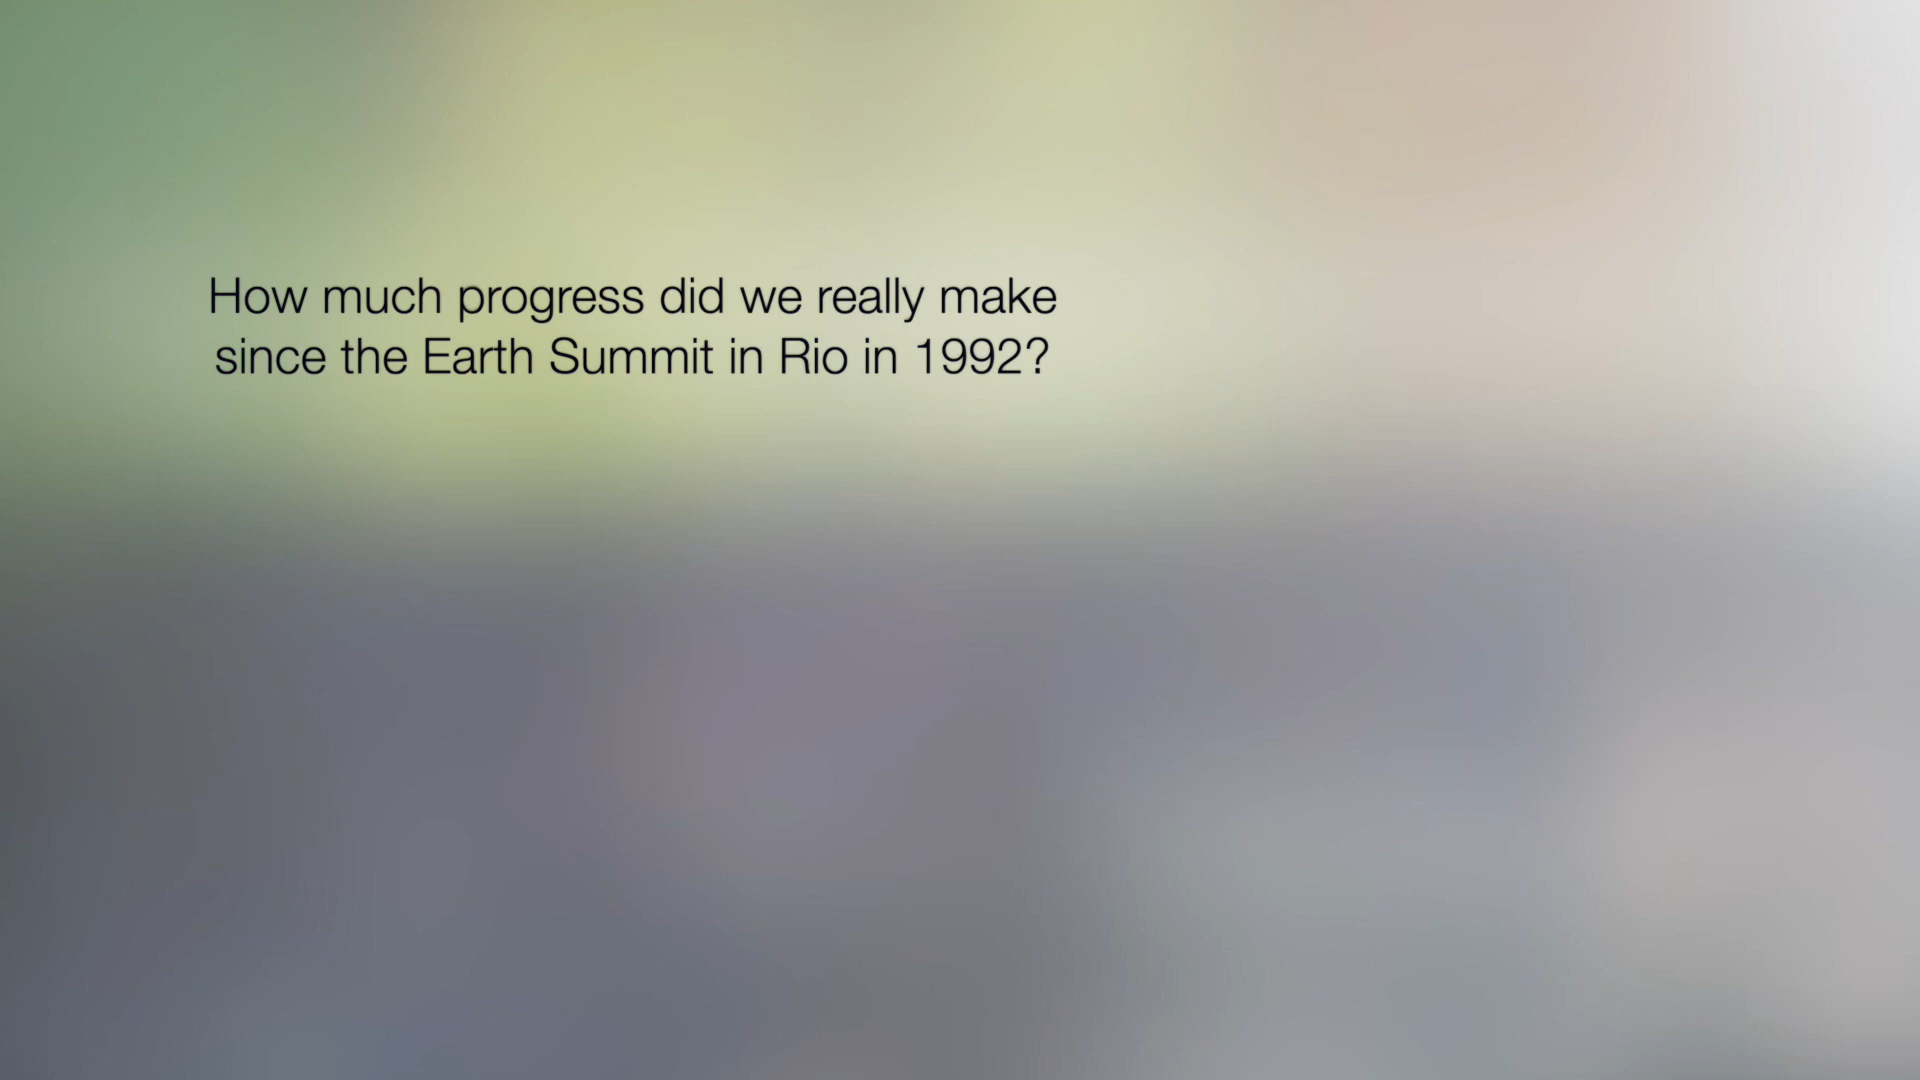 How much progress did we really make
since the Earth Summit in Rio in 1992?